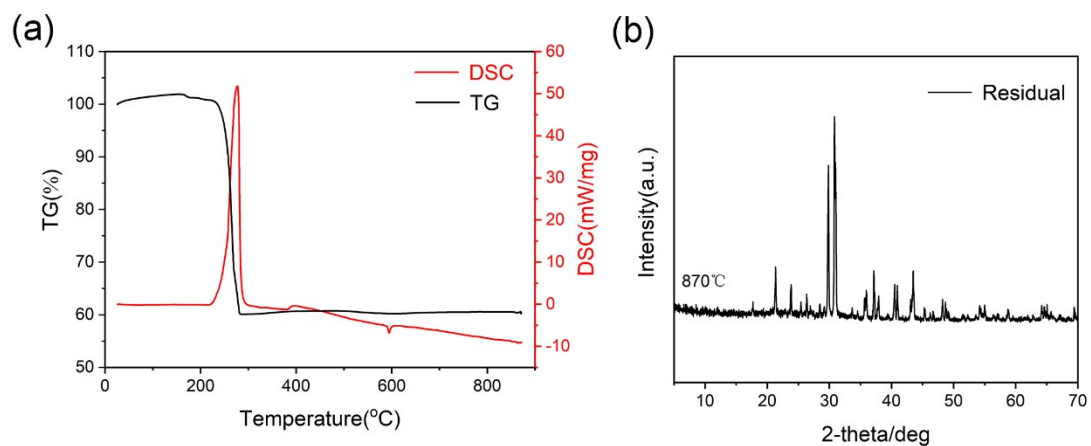 (a)
110
100
90
80
70
60
50
TG(%)
DSC
TG
60
50
40
30
20
10
0
-10
DSC(mW/mg)
0 200 400 600 800
Temperature(°C)
(b)
Residual
Intensity(a.u.)
870℃
10 20 30 40 50 60 70
2-theta/deg